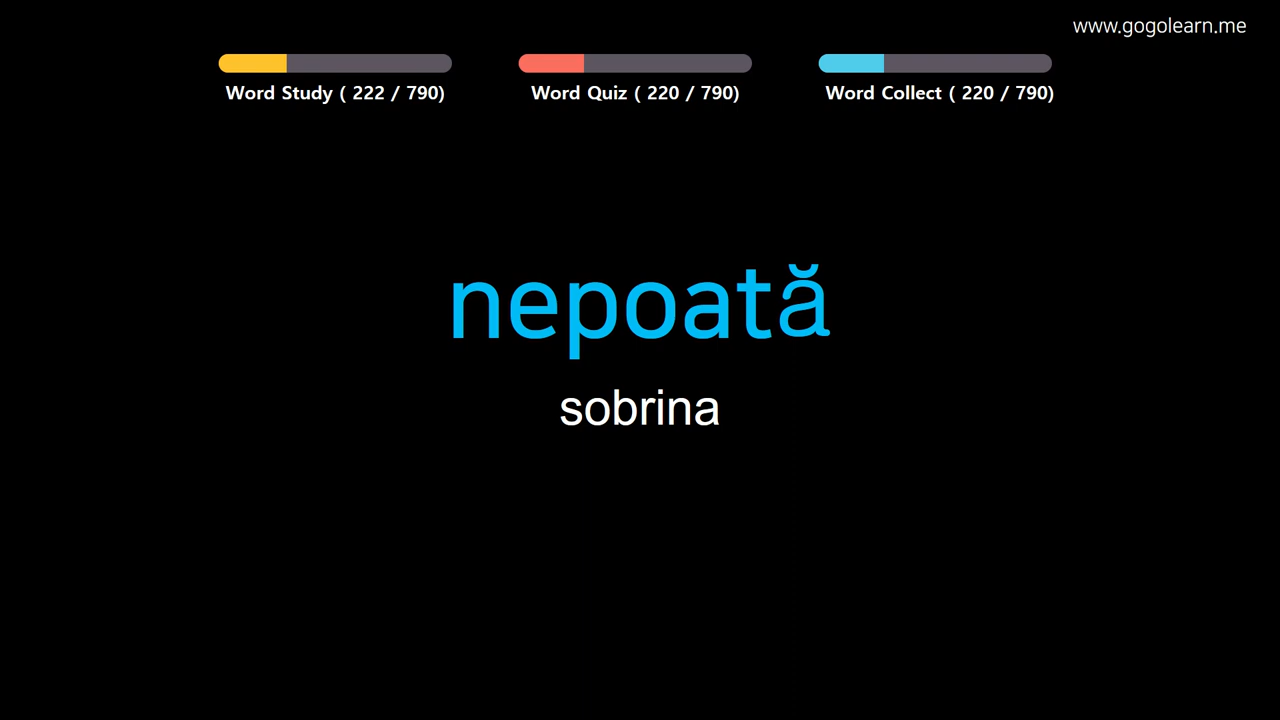 www.gogolearn.me
Word Study ( 222 / 790)
Word Quiz ( 220 / 790)
Word Collect ( 220 / 790)
nepoată
sobrina